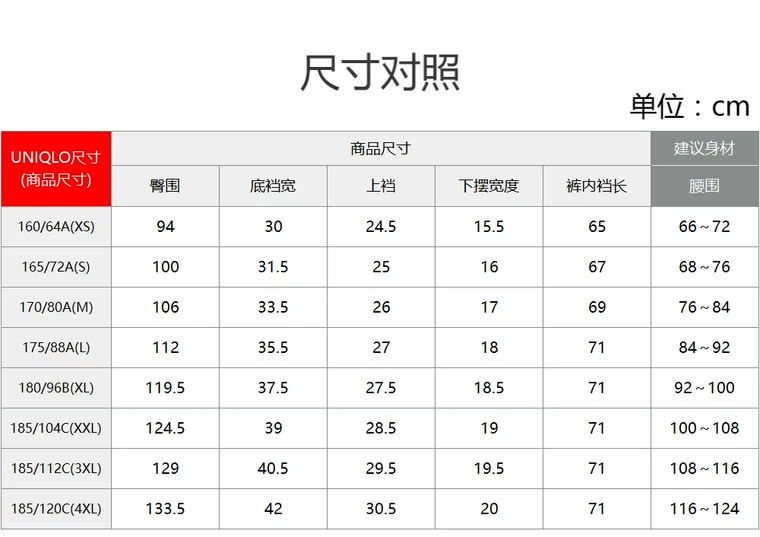 尺寸对照
单位：cm
UNIQLO尺寸
(商品尺寸)
商品尺寸
建议身材
臀围 底裆宽 上裆 下摆宽度 裤内裆长 腰围
160/64A(XS) 94 30 24.5 15.5 65 66～72
165/72A(S) 100 31.5 25 16 67 68～76
170/80A(M) 106 33.5 26 17 69 76～84
175/88A(L) 112 35.5 27 18 71 84～92
180/96B(XL) 119.5 37.5 27.5 18.5 71 92～100
185/104C(XXL) 124.5 39 28.5 19 71 100～108
185/112C(3XL) 129 40.5 29.5 19.5 71 108～116
185/120C(4XL) 133.5 42 30.5 20 71 116～124